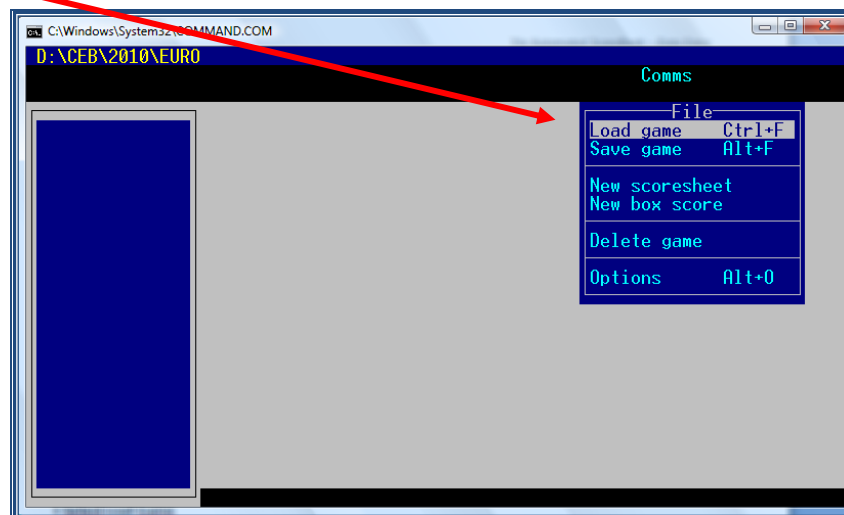 C:\Windows\System32\COMMAND.COM
D:\CEB\2010\EURO
Comms
File
Load game Ctrl+F
Save game Alt+F
New scoresheet
New box score
Delete game
Options Alt+O